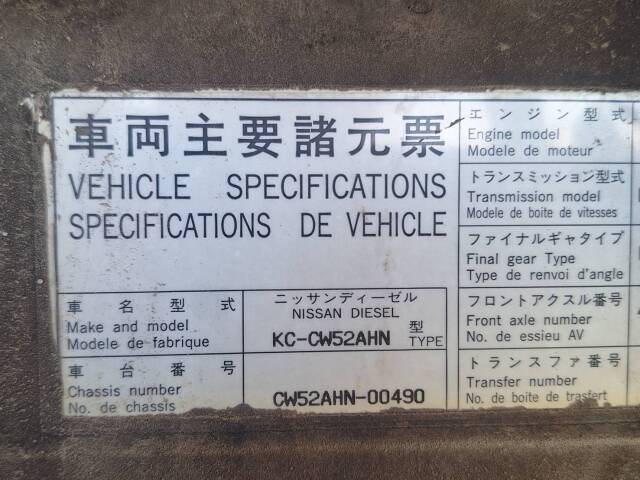 車両主要諸元票
VEHICLE SPECIFICATIONS
SPECIFICATIONS DE VEHICLE
車名型式
Make and model
Modele de fabrique
ニッサンディーゼル
NISSAN DIESEL
KC-CW52AHN 型
TYPE
車台番号
Chassis number
No. de chassis
CW52AHN-00490
エンジン型式
Engine model
Modele de moteur
トランスミッション型式
Transmission model
Modele de boite de vitesses
ファイナルギヤタイプ
Final gear Type
Type de renvoi d'angle
フロントアクスル番号
Front axle number
No. de essieu AV
トランスファ番号
Transfer number
No. de boite de trasfert